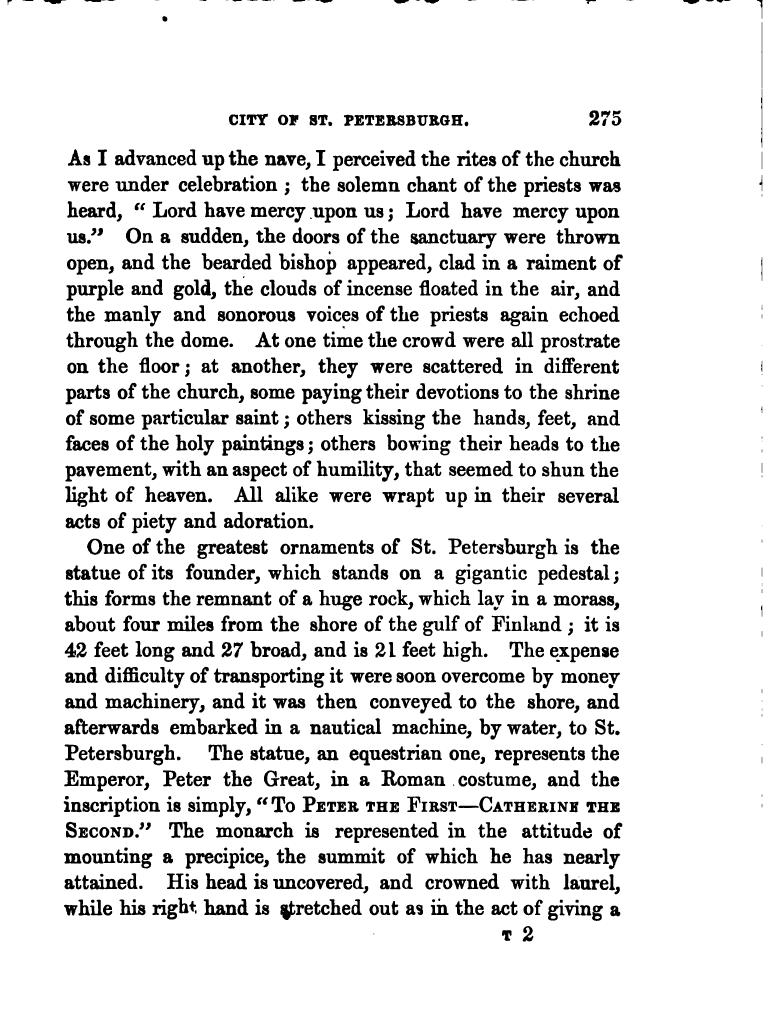 CITY OF ST. PETERSBURGH. 275
As I advanced up the nave, I perceived the rites of the church
were under celebration ; the solemn chant of the priests was
heard, “ Lord have mercy upon us ; Lord have mercy upon
us.” On a sudden, the doors of the sanctuary were thrown
open, and the bearded bishop appeared, clad in a raiment of
purple and gold, the clouds of incense floated in the air, and
the manly and sonorous voices of the priests again echoed
through the dome. At one time the crowd were all prostrate
on the floor ; at another, they were scattered in different
parts of the church, some paying their devotions to the shrine
of some particular saint ; others kissing the hands, feet, and
faces of the holy paintings ; others bowing their heads to the
pavement, with an aspect of humility, that seemed to shun the
light of heaven. All alike were wrapt up in their several
acts of piety and adoration.
One of the greatest ornaments of St. Petersburgh is the
statue of its founder, which stands on a gigantic pedestal ;
this forms the remnant of a huge rock, which lay in a morass,
about four miles from the shore of the gulf of Finland ; it is
42 feet long and 27 broad, and is 21 feet high. The expense
and difficulty of transporting it were soon overcome by money
and machinery, and it was then conveyed to the shore, and
afterwards embarked in a nautical machine, by water, to St.
Petersburgh. The statue, an equestrian one, represents the
Emperor, Peter the Great, in a Roman costume, and the
inscription is simply, “ To PETER THE FIRST—CATHERINE THE
SECOND.” The monarch is represented in the attitude of
mounting a precipice, the summit of which he has nearly
attained. His head is uncovered, and crowned with laurel,
while his right hand is stretched out as in the act of giving a
T 2